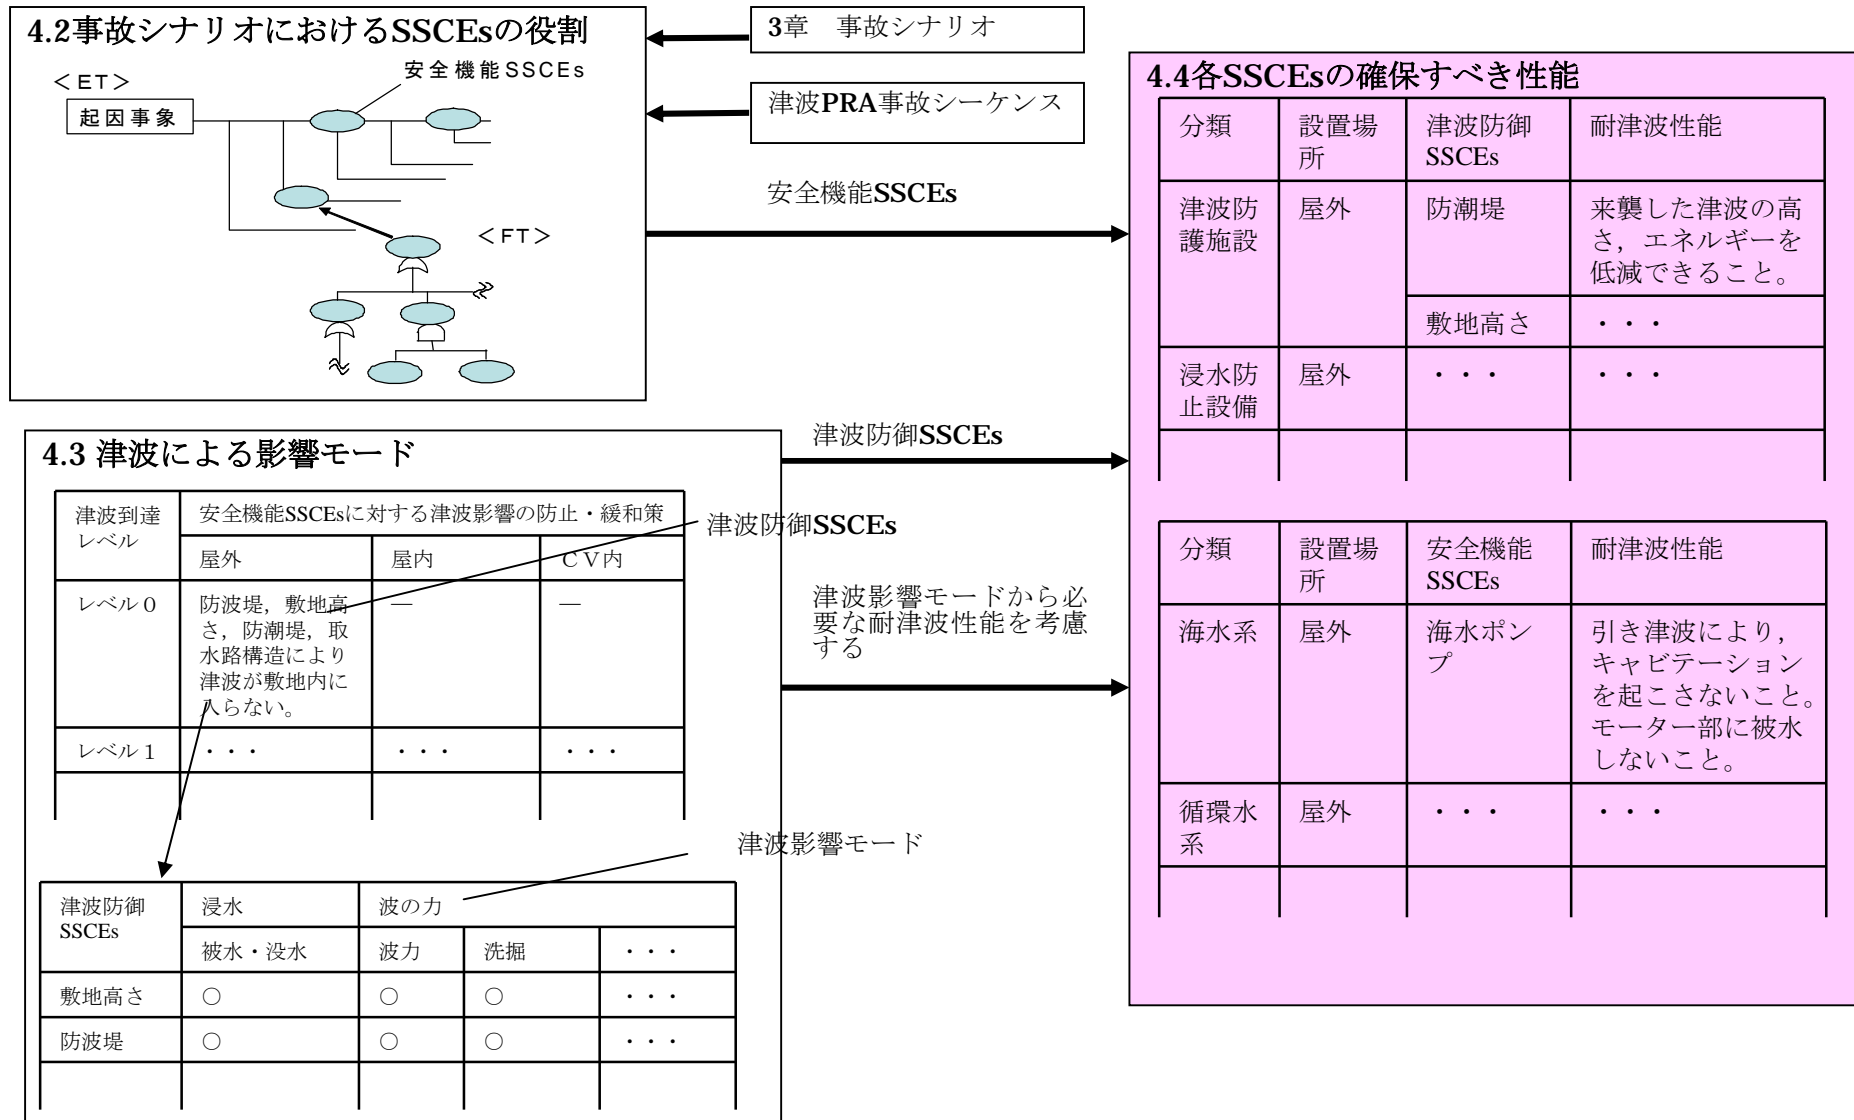 4.2事故シナリオにおけるSSCEsの役割
＜ET＞
安全機能SSCEs
起因事象
＜FT＞
3章　事故シナリオ
津波PRA事故シーケンス
安全機能SSCEs
4.3 津波による影響モード
津波到達
レベル
安全機能SSCEsに対する津波影響の防止・緩和策
屋外
屋内
ＣＶ内
レベル０
防波堤，敷地高
さ，防潮堤，取
水路構造により
津波が敷地内に
入らない。
―
―
レベル１
・・・
・・・
・・・
津波防御SSCEs
津波防御SSCEs
津波影響モードから必
要な耐津波性能を考慮
する
津波影響モード
津波防御
SSCEs
浸水
波の力
被水・没水
波力
洗掘
・・・
敷地高さ
○
○
○
・・・
防波堤
○
○
○
・・・
4.4各SSCEsの確保すべき性能
分類
設置場
所
津波防御
SSCEs
耐津波性能
津波防
護施設
屋外
防潮堤
来襲した津波の高
さ，エネルギーを
低減できること。
敷地高さ
・・・
浸水防
止設備
屋外
・・・
・・・
分類
設置場
所
安全機能
SSCEs
耐津波性能
海水系
屋外
海水ポン
プ
引き津波により，
キャビテーション
を起こさないこと。
モーター部に被水
しないこと。
循環水
系
屋外
・・・
・・・